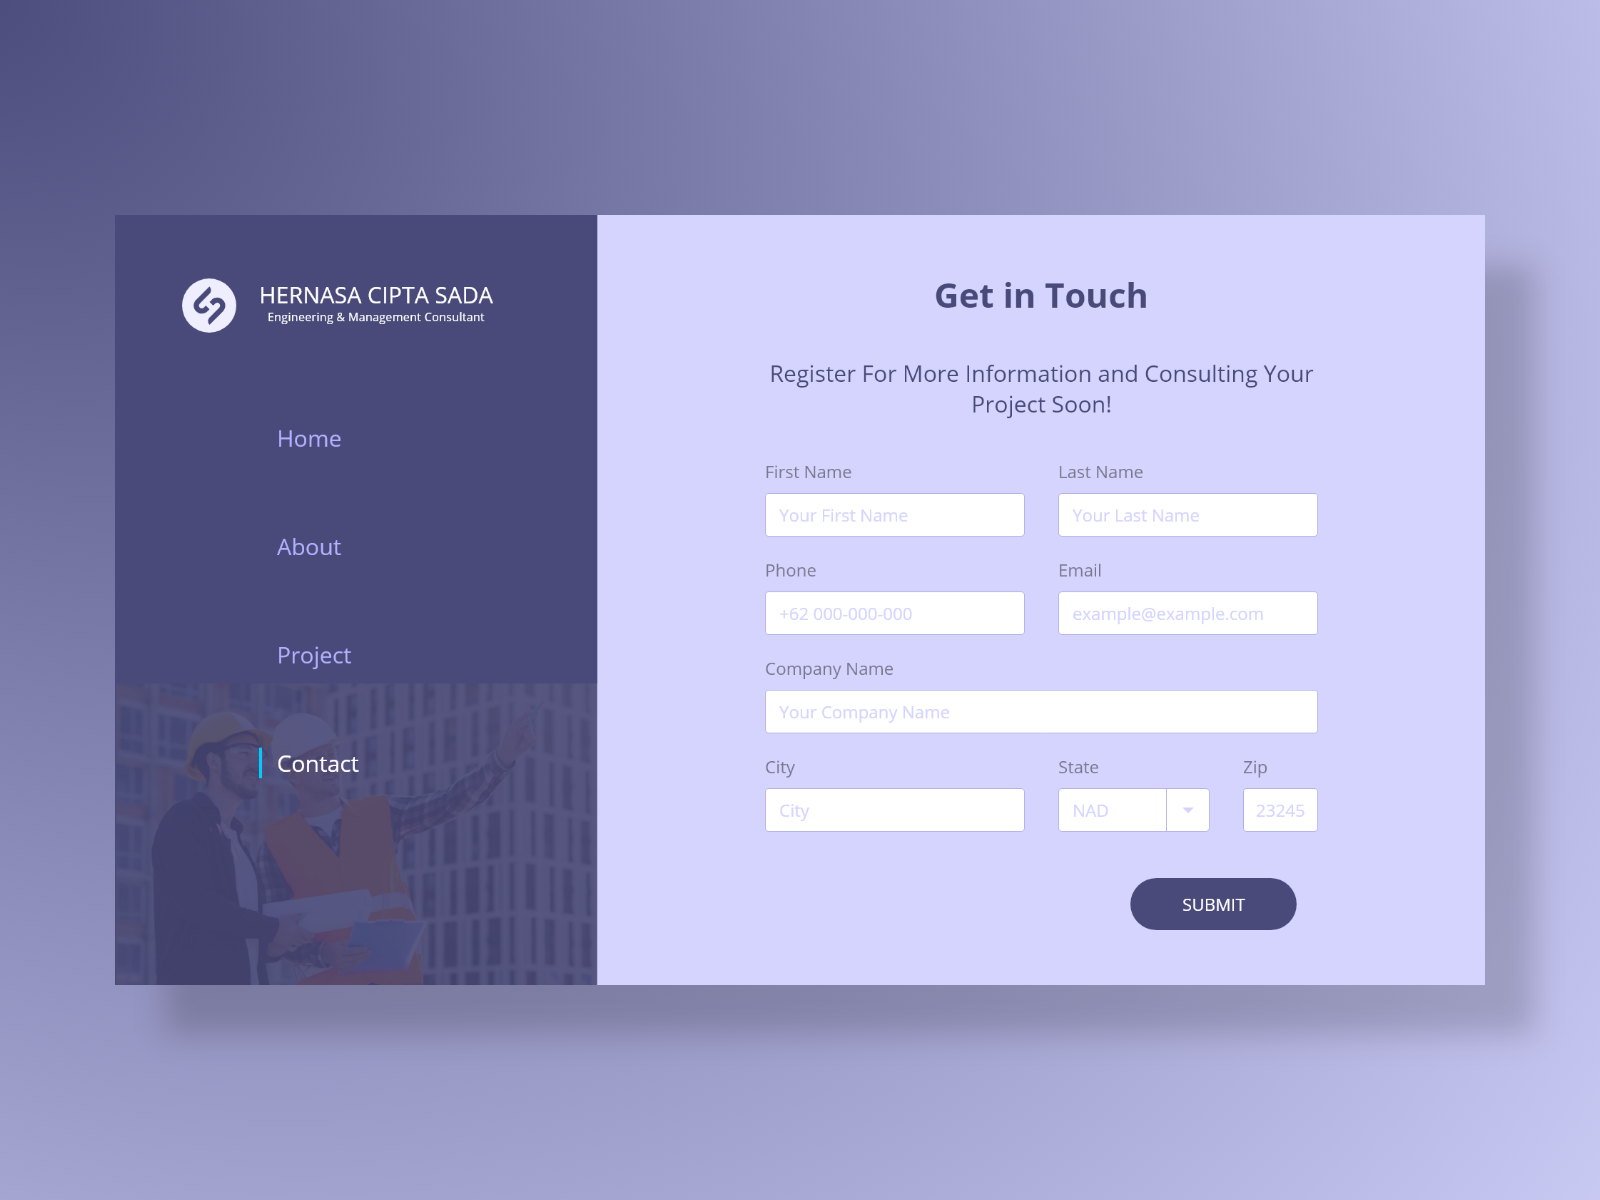 HERNASA CIPTA SADA
Engineering & Management Consultant
Home
About
Project
Contact
Get in Touch
Register For More Information and Consulting Your
Project Soon!
First Name
Last Name
Your First Name
Your Last Name
Phone
Email
+62 000-000-000
example@example.com
Company Name
Your Company Name
City
State
Zip
City
NAD
23245
SUBMIT